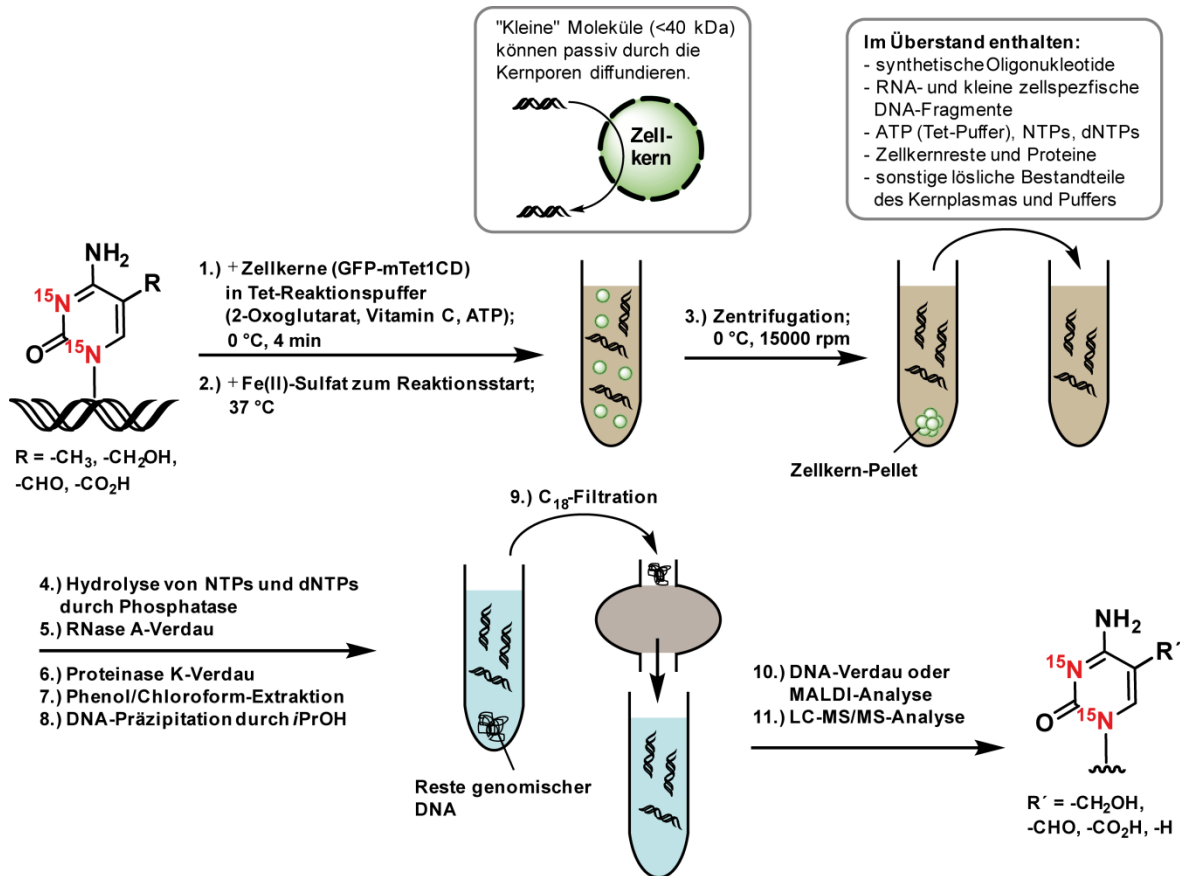 "Kleine" Moleküle (<40 kDa)
können passiv durch die
Kernporen diffundieren.
Zell-
kern
Im Überstand enthalten:
- synthetische Oligonukleotide
- RNA- und kleine zellspezfische
DNA-Fragmente
- ATP (Tet-Puffer), NTPs, dNTPs
- Zellkernreste und Proteine
- sonstige lösliche Bestandteile
des Kernplasmas und Puffers
NH2
R
15N
O
15N
R = -CH3, -CH2OH,
-CHO, -CO2H
1.) + Zellkerne (GFP-mTet1CD)
in Tet-Reaktionspuffer
(2-Oxoglutarat, Vitamin C, ATP);
0 °C, 4 min
2.) + Fe(II)-Sulfat zum Reaktionsstart;
37 °C
3.) Zentrifugation;
0 °C, 15000 rpm
Zellkern-Pellet
4.) Hydrolyse von NTPs und dNTPs
durch Phosphatase
5.) RNase A-Verdau
6.) Proteinase K-Verdau
7.) Phenol/Chloroform-Extraktion
8.) DNA-Präzipitation durch iPrOH
9.) C18-Filtration
Reste genomischer
DNA
10.) DNA-Verdau oder
MALDI-Analyse
11.) LC-MS/MS-Analyse
NH2
R´
15N
O
15N
R´ = -CH2OH,
-CHO, -CO2H, -H